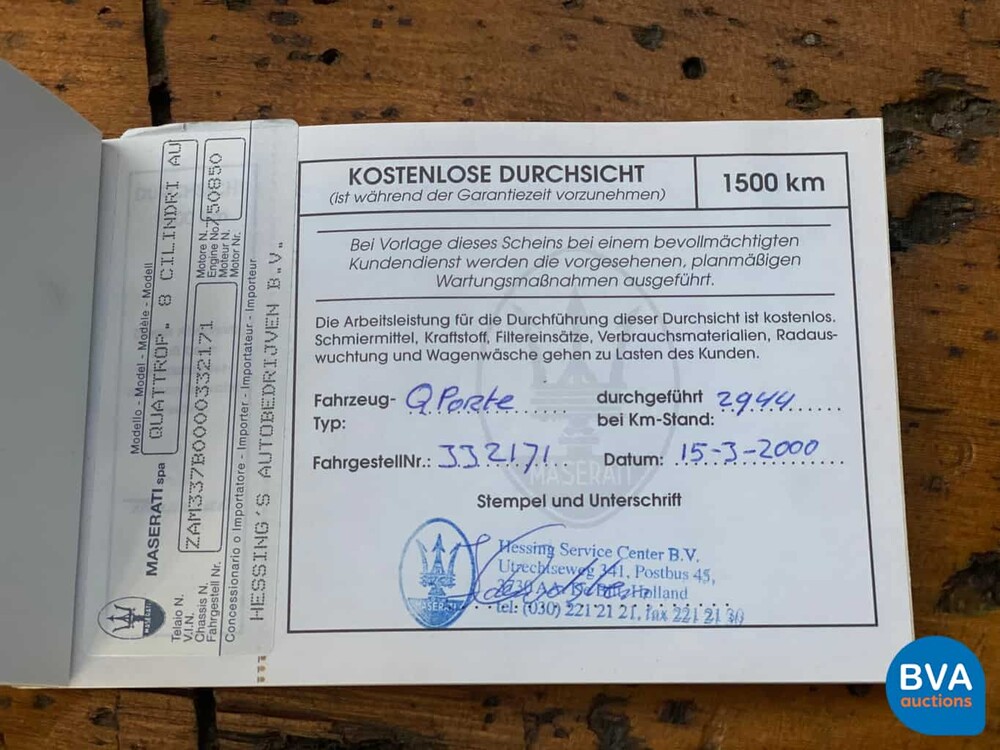 KOSTENLOSE DURCHSICHT
(ist während der Garantiezeit vorzunehmen)
1500 km
Bei Vorlage dieses Scheins bei einem bevollmächtigten
Kundendienst werden die vorgesehenen, planmäßigen
Wartungsmaßnahmen ausgeführt.
Die Arbeitsleistung für die Durchführung dieser Durchsicht ist kostenlos.
Schmiermittel, Kraftstoff, Filtereinsätze, Verbrauchsmaterialien, Radaus-
wuchtung und Wagenwäsche gehen zu Lasten des Kunden.
Fahrzeug- Q.Porte durchgeführt 2944
Typ: bei Km-Stand:
FahrgestellNr.: 332171 Datum: 15-3-2000
MASERATI
Stempel und Unterschrift
Hessing Service Center B.V.
Utrechtseweg 341, Postbus 45,
Holland
tel: (030) 221 21 21, fax 221 21 30
MASERATI
MASERATI spa
Modello - Model - Modèle - Modell
QUATTROP. 8 CILINDRI AU
Telaio N.
V.I.N.
Chassis N.
Fahrgestell Nr.
ZAM337B0000332171
Motore N.
Engine No.
Moteur N.
Motor Nr.
750850
Concessionario o Importatore - Importer - Importateur - Importeur
HESSING'S AUTOBEDRIJVEN B.V.
BVA
auctions